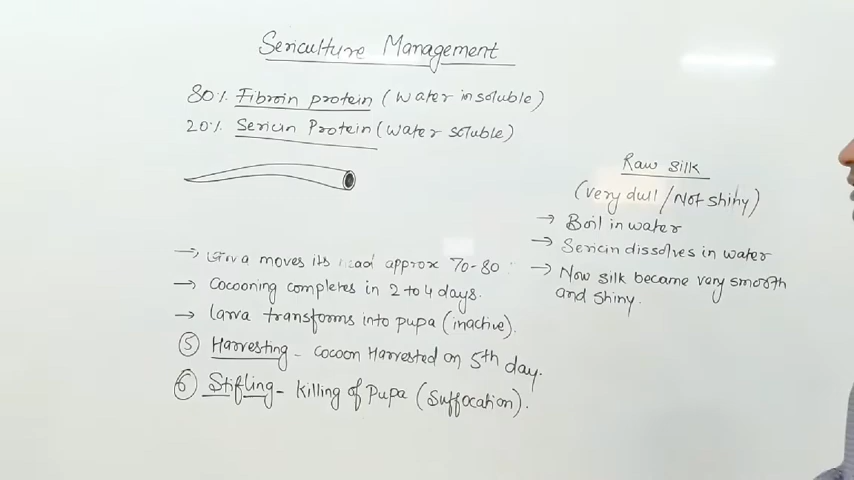 Sericulture Management
80% Fibroin protein (Water insoluble)
20% Sericin Protein (Water soluble)
→ moves its approx 70-80
→ Cocooning completes in 2 to 4 days.
→ larva transforms into pupa (inactive).
⑤ Harvesting - Cocoon Harvested on 5th day.
⑥ Stifling - Killing of Pupa (Suffocation).
Raw silk
(very dull / Not shiny)
→ Boil in water
→ Sericin dissolves in water
→ Now silk became very smooth
and shiny.